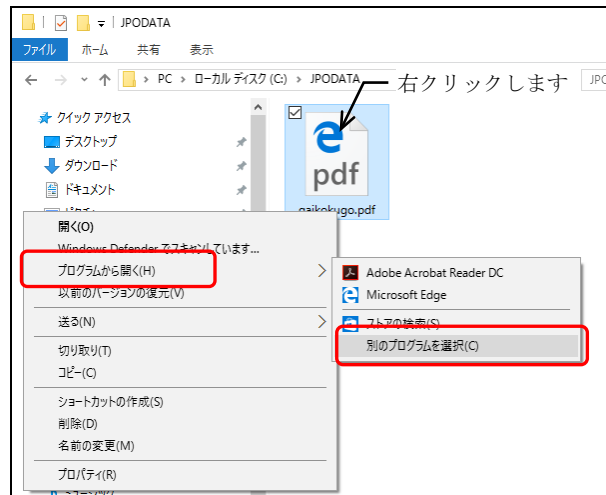 JPODATA
ファイル ホーム 共有 表示
PC ローカル ディスク (C:) JPODATA
右クリックします
クイック アクセス
デスクトップ
ダウンロード
ドキュメント
pdf
gaikokugo.pdf
開く(O)
Windows Defender でスキャンしています...
プログラムから開く(H)
以前のバージョンの復元(V)
送る(N)
切り取り(T)
コピー(C)
ショートカットの作成(S)
削除(D)
名前の変更(M)
プロパティ(R)
Adobe Acrobat Reader DC
Microsoft Edge
ストアの検索(S)
別のプログラムを選択(C)